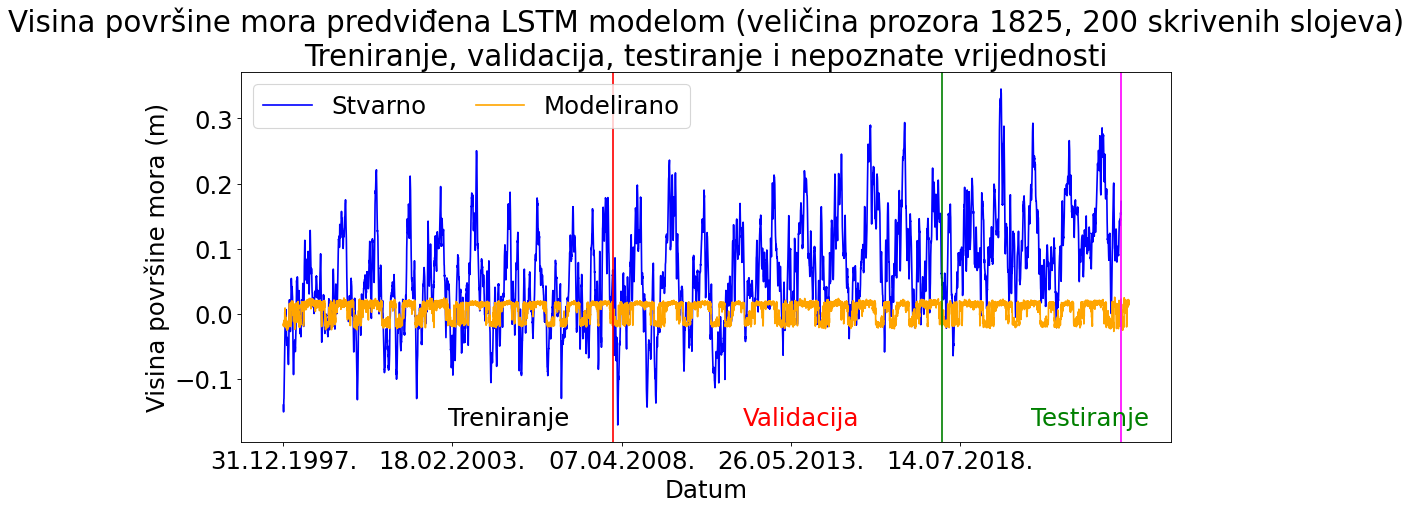 Visina površine mora predviđena LSTM modelom (veličina prozora 1825, 200 skrivenih slojeva)
Treniranje, validacija, testiranje i nepoznate vrijednosti
Stvarno Modelirano
Visina površine mora (m)
0.3
0.2
0.1
0.0
−0.1
Treniranje Validacija Testiranje
31.12.1997. 18.02.2003. 07.04.2008. 26.05.2013. 14.07.2018.
Datum